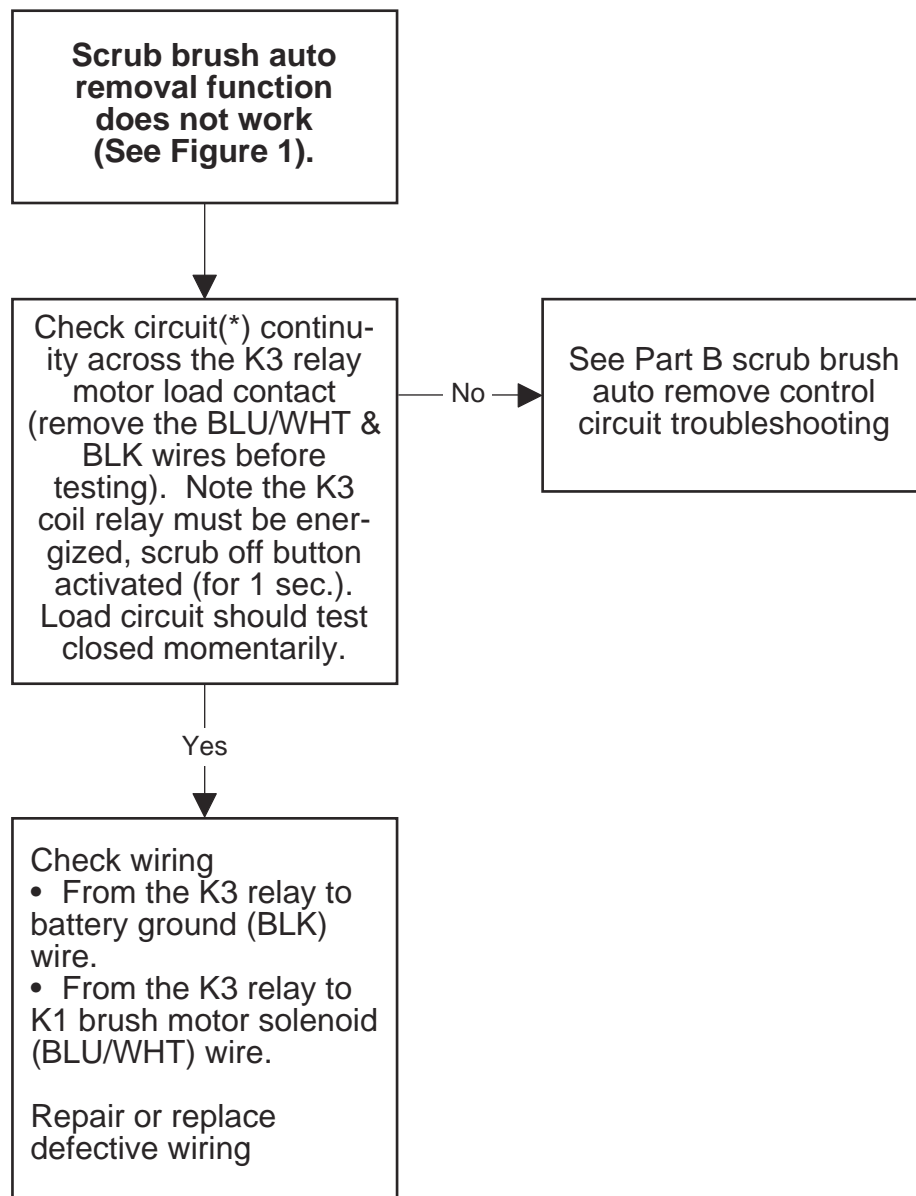 Scrub brush auto
removal function
does not work
(See Figure 1).
Check circuit(*) continu-
ity across the K3 relay
motor load contact
(remove the BLU/WHT &
BLK wires before
testing).  Note the K3
coil relay must be ener-
gized, scrub off button
activated (for 1 sec.).
Load circuit should test
closed momentarily.
No
See Part B scrub brush
auto remove control
circuit troubleshooting
Yes
Check wiring
•  From the K3 relay to
battery ground (BLK)
wire.
•  From the K3 relay to
K1 brush motor solenoid
(BLU/WHT) wire.
Repair or replace
defective wiring